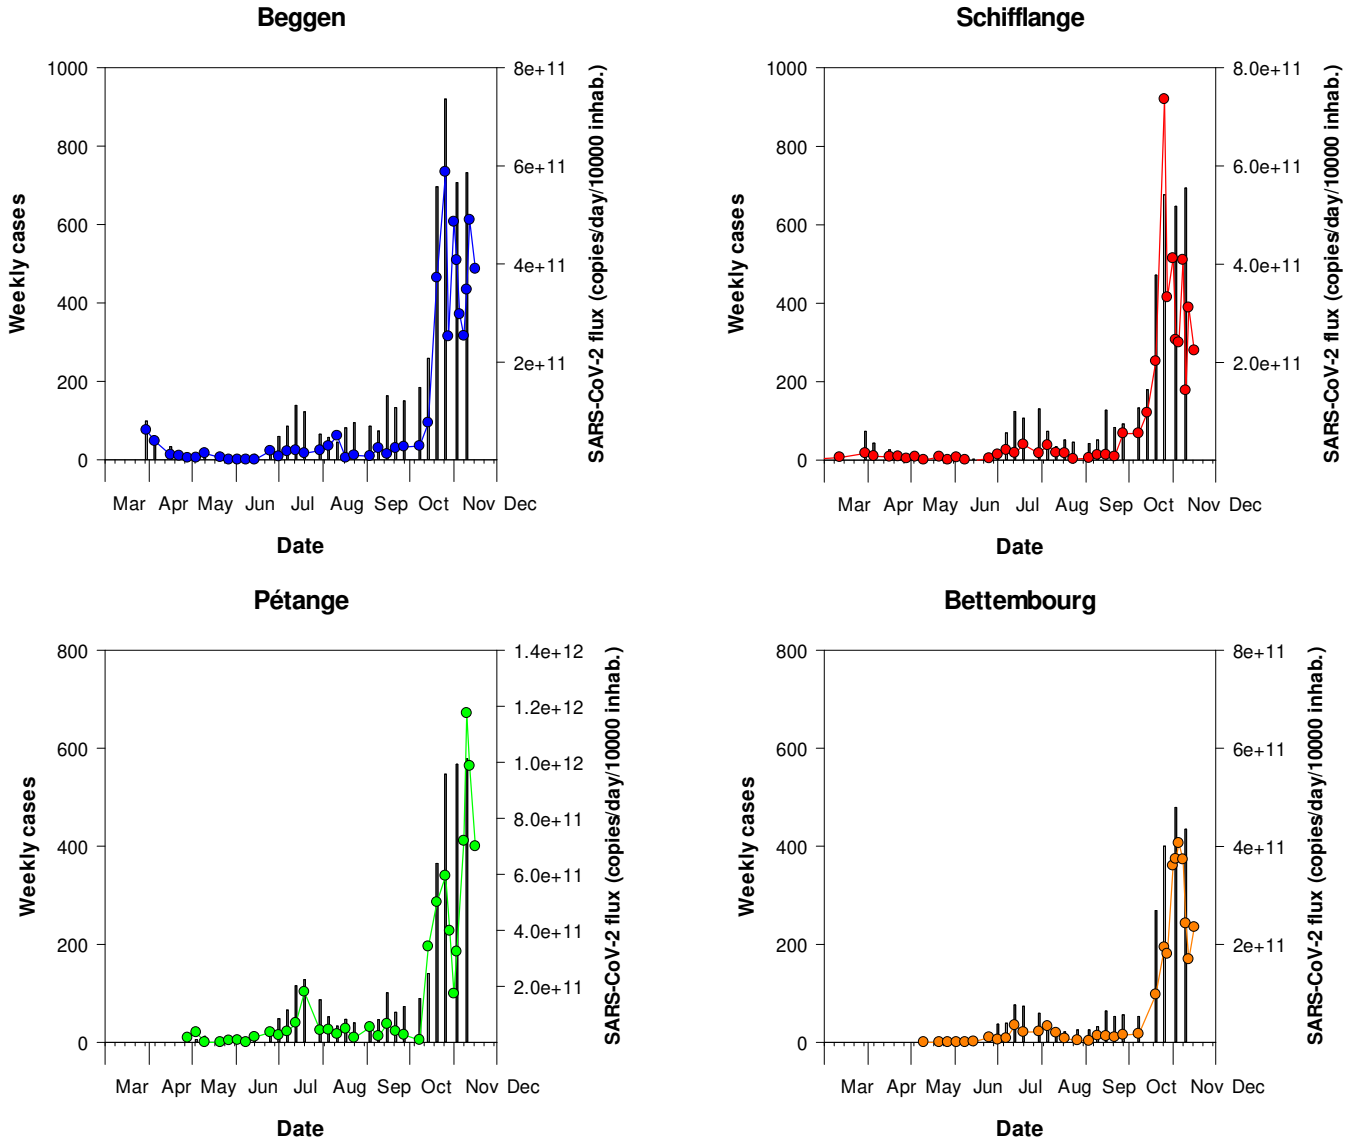 Beggen
1000
800
600
400
200
0
8e+11
6e+11
4e+11
2e+11
Weekly cases
SARS-CoV-2 flux (copies/day/10000 inhab.)
Mar Apr May Jun Jul Aug Sep Oct Nov Dec
Date
Schifflange
1000
800
600
400
200
0
8.0e+11
6.0e+11
4.0e+11
2.0e+11
Weekly cases
SARS-CoV-2 flux (copies/day/10000 inhab.)
Mar Apr May Jun Jul Aug Sep Oct Nov Dec
Date
Pétange
800
600
400
200
0
1.4e+12
1.2e+12
1.0e+12
8.0e+11
6.0e+11
4.0e+11
2.0e+11
Weekly cases
SARS-CoV-2 flux (copies/day/10000 inhab.)
Mar Apr May Jun Jul Aug Sep Oct Nov Dec
Date
Bettembourg
800
600
400
200
0
8e+11
6e+11
4e+11
2e+11
Weekly cases
SARS-CoV-2 flux (copies/day/10000 inhab.)
Mar Apr May Jun Jul Aug Sep Oct Nov Dec
Date